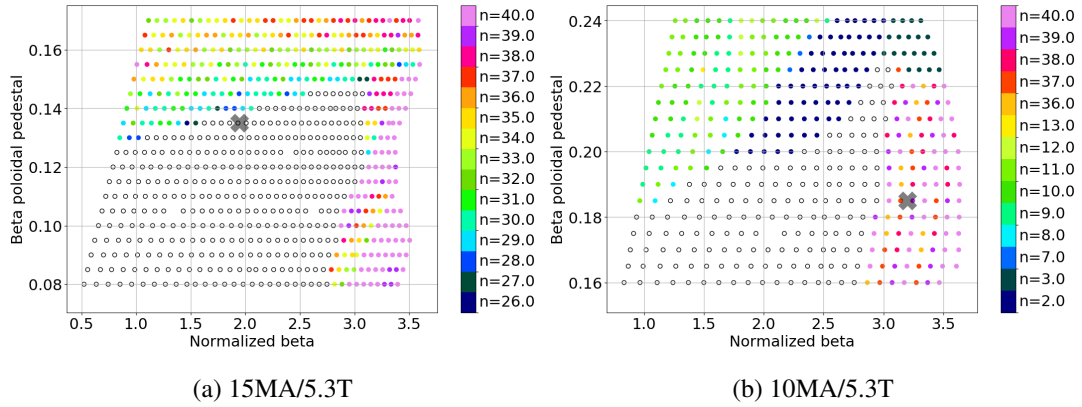 Beta poloidal pedestal
0.16
0.14
0.12
0.10
0.08
0.5 1.0 1.5 2.0 2.5 3.0 3.5
Normalized beta
n=40.0
n=39.0
n=38.0
n=37.0
n=36.0
n=35.0
n=34.0
n=33.0
n=32.0
n=31.0
n=30.0
n=29.0
n=28.0
n=27.0
n=26.0
(a) 15MA/5.3T
Beta poloidal pedestal
0.24
0.22
0.20
0.18
0.16
1.0 1.5 2.0 2.5 3.0 3.5
Normalized beta
n=40.0
n=39.0
n=38.0
n=37.0
n=36.0
n=13.0
n=12.0
n=11.0
n=10.0
n=9.0
n=8.0
n=7.0
n=3.0
n=2.0
(b) 10MA/5.3T